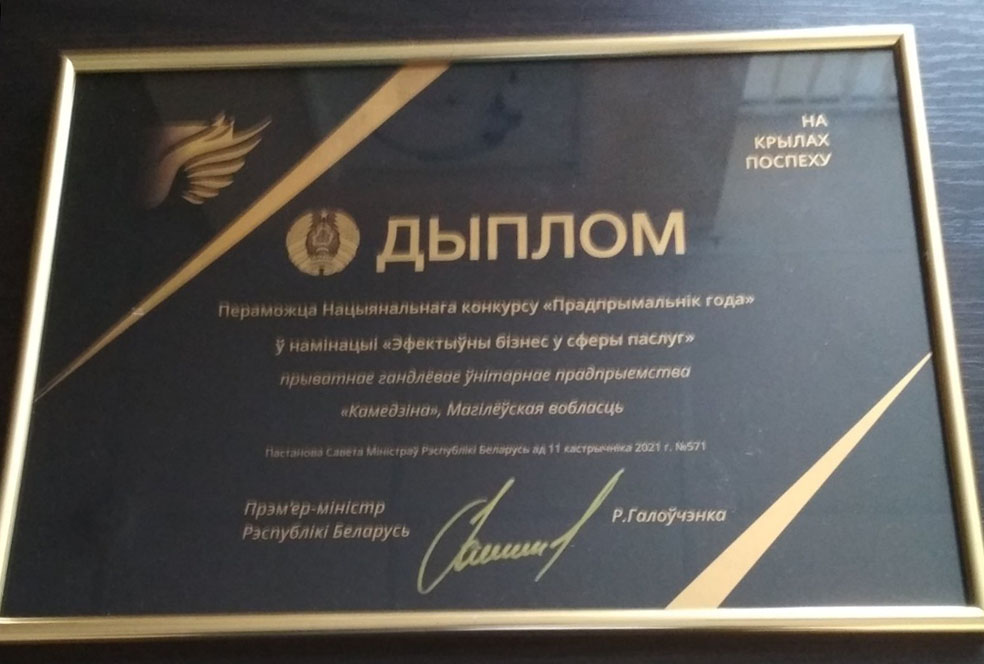 НА
КРЫЛАХ
ПОСПЕХУ
ДЫПЛОМ
Пераможца Нацыянальнага конкурсу «Прадпрымальнік года»
ў намінацыі «Эфектыўны бізнес у сферы паслуг»
прыватнае гандлёвае ўнітарнае прадпрыемства
«Камедзіна», Магілёўская вобласць
Пастанова Савета Міністраў Рэспублікі Беларусь ад 11 кастрычніка 2021 г. №571
Прэм'ер-міністр
Рэспублікі Беларусь
Р.Галоўчэнка